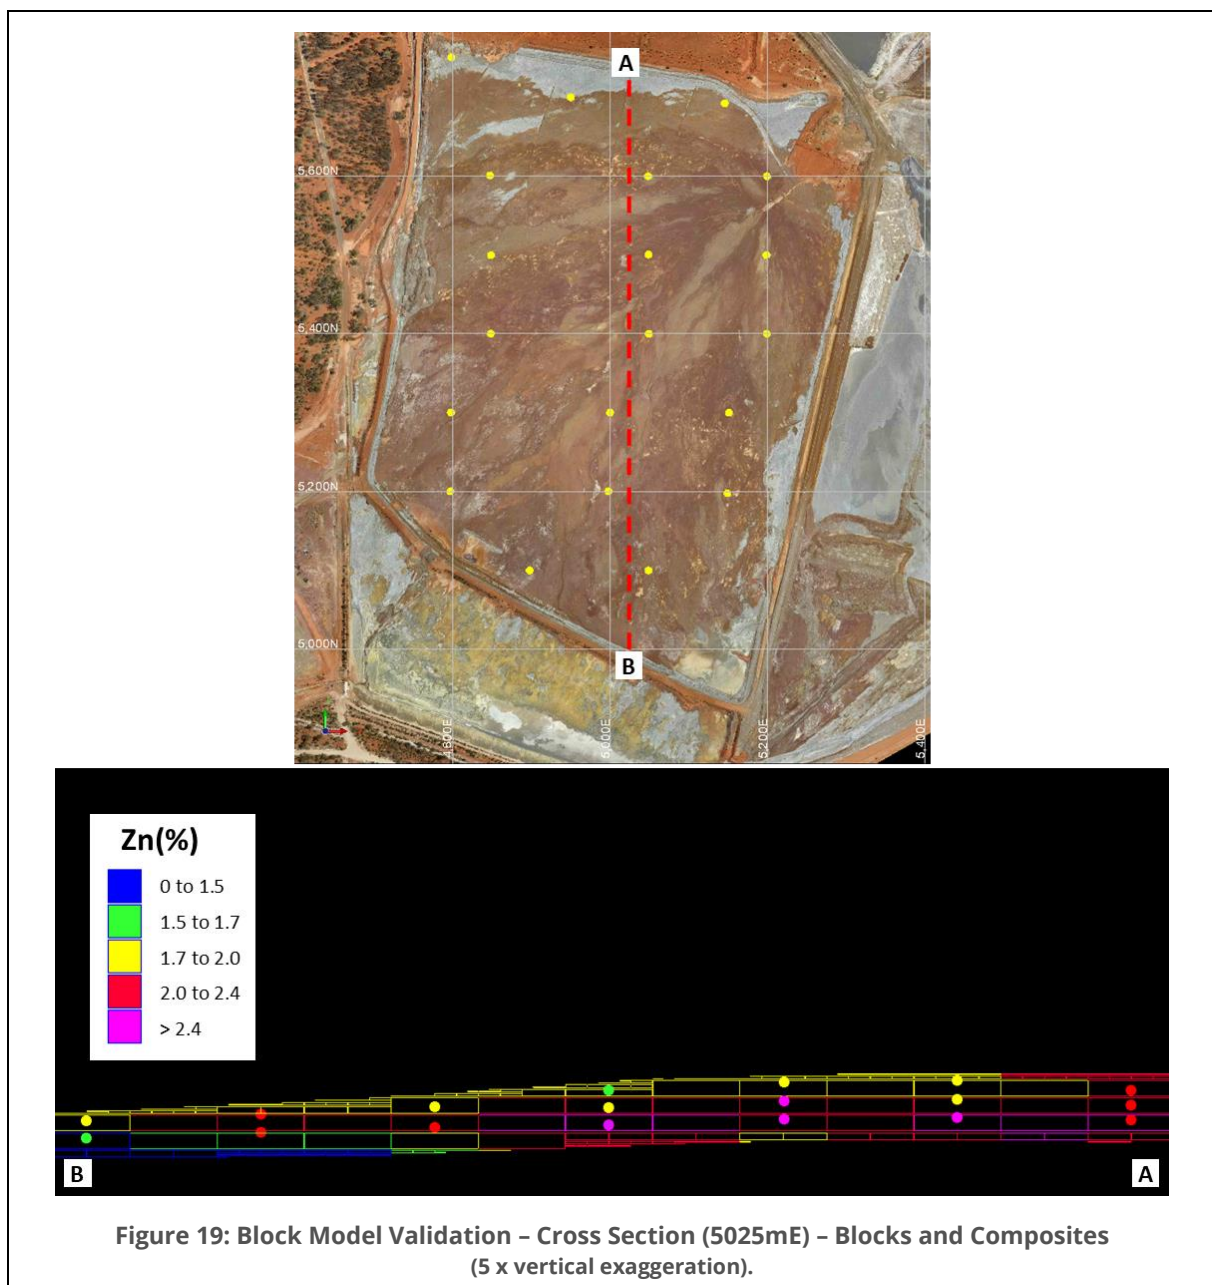 A
5,600N
5,400N
5,200N
5,000N
B
4,800E
5,000E
5,200E
5,400E
Zn(%)
0 to 1.5
1.5 to 1.7
1.7 to 2.0
2.0 to 2.4
> 2.4
B
A
Figure 19: Block Model Validation – Cross Section (5025mE) – Blocks and Composites
(5 x vertical exaggeration).